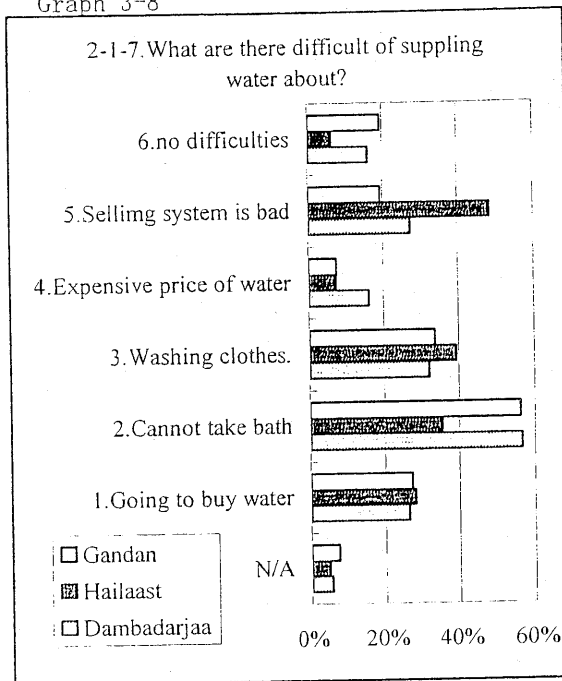 Graph 3-8
2-1-7.What are there difficult of suppling
water about?
6.no difficulties
5.Sellimg system is bad
4.Expensive price of water
3.Washing clothes.
2.Cannot take bath
1.Going to buy water
N/A
Gandan
Hailaast
Dambadarjaa
0% 20% 40% 60%